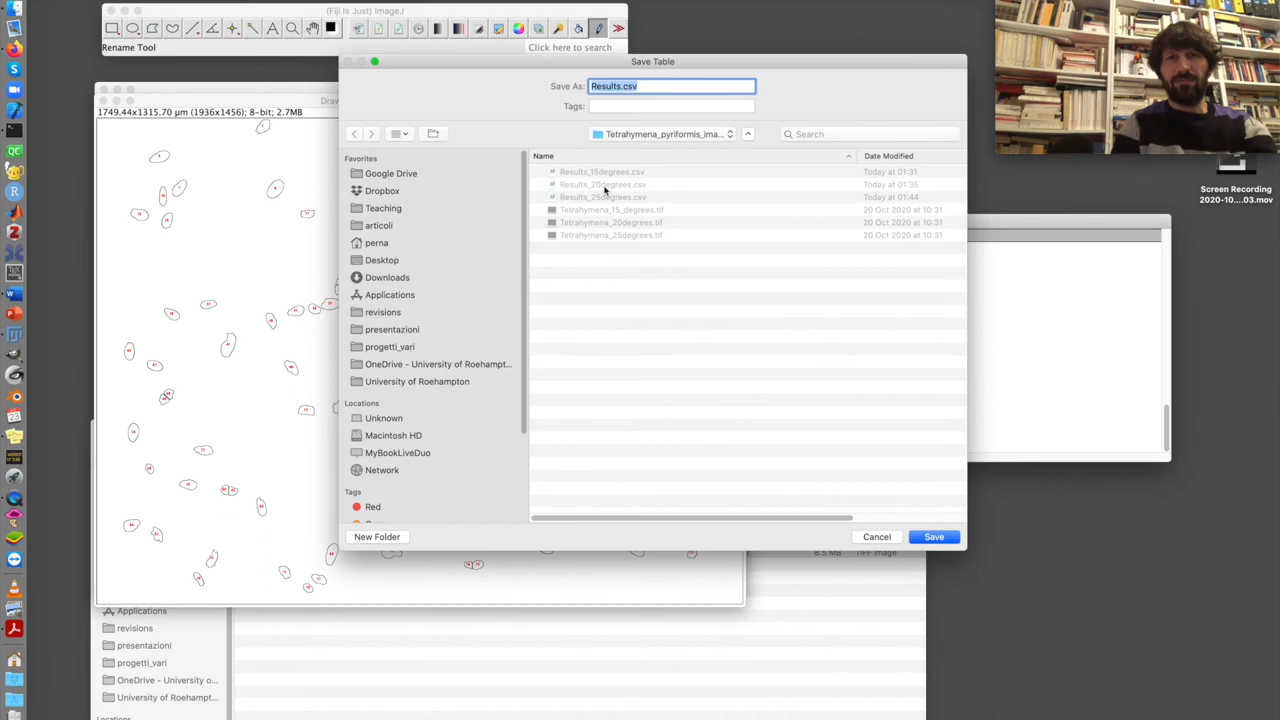 (Fiji Is Just) ImageJ
Rename Tool
Click here to search
Save Table
Save As: Results.csv
Tags:
Tetrahymena_pyriformis_ima...
Search
Name
Date Modified
Favorites
Google Drive
Dropbox
Teaching
articoli
perna
Desktop
Downloads
Applications
revisions
presentazioni
progetti_vari
OneDrive - University of Roehampt...
University of Roehampton
Locations
Unknown
Macintosh HD
MyBookLiveDuo
Network
Tags
Red
Results_15degrees.csv Today at 01:31
Results_20degrees.csv Today at 01:35
Results_25degrees.csv Today at 01:44
Tetrahymena_15_degrees.tif 20 Oct 2020 at 10:31
Tetrahymena_20degrees.tif 20 Oct 2020 at 10:31
Tetrahymena_25degrees.tif 20 Oct 2020 at 10:31
New Folder
Cancel
Save
1749.44x1315.70 µm (1936x1456); 8-bit; 2.7MB
Screen Recording
2020-10...03.mov
8.5 MB TIFF image
Applications
revisions
presentazioni
progetti_vari
OneDrive - University o...
University of Roehampt...
Locations